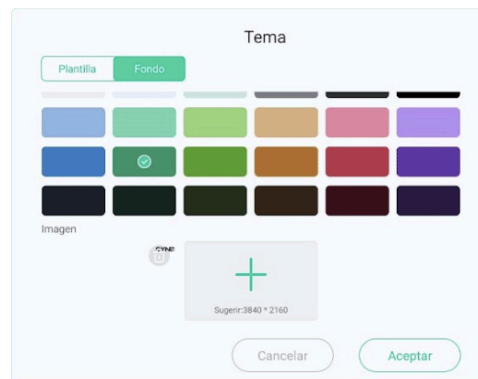 Tema
Plantilla Fondo
Imagen
Sugerir:3840 * 2160
Cancelar Aceptar